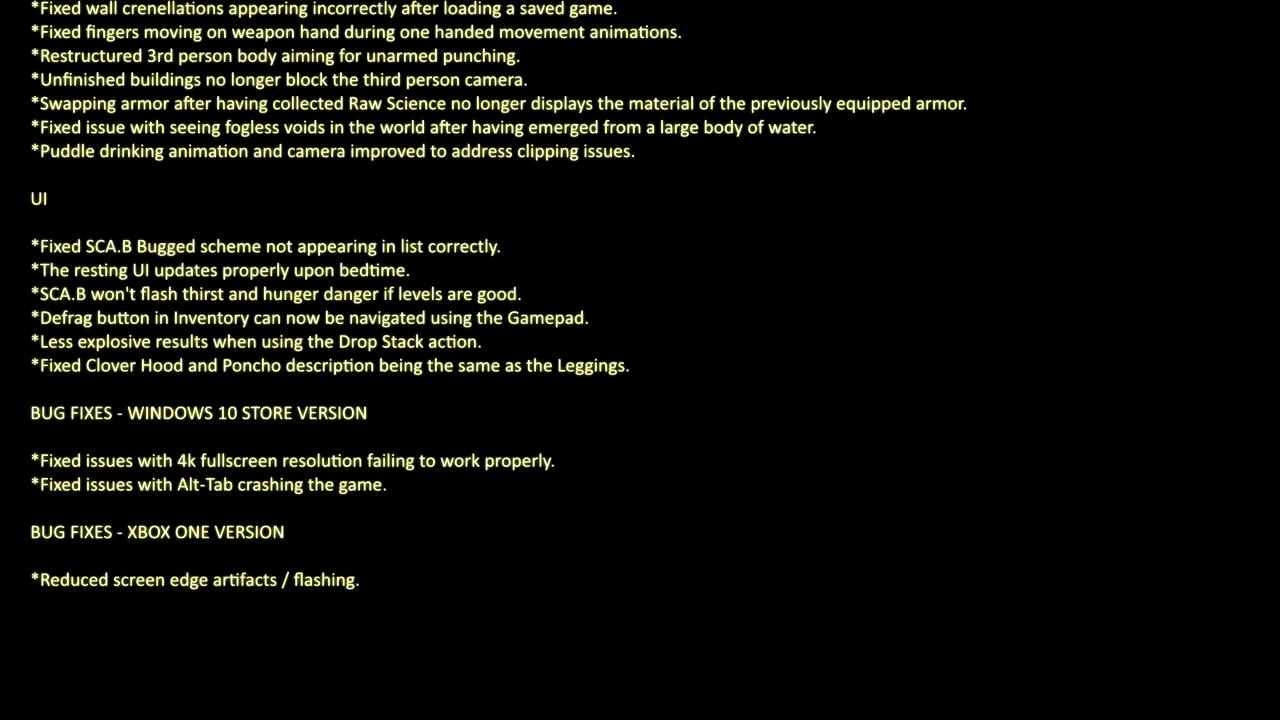 *Fixed wall crenellations appearing incorrectly after loading a saved game.
*Fixed fingers moving on weapon hand during one handed movement animations.
*Restructured 3rd person body aiming for unarmed punching.
*Unfinished buildings no longer block the third person camera.
*Swapping armor after having collected Raw Science no longer displays the material of the previously equipped armor.
*Fixed issue with seeing fogless voids in the world after having emerged from a large body of water.
*Puddle drinking animation and camera improved to address clipping issues.
UI
*Fixed SCA.B Bugged scheme not appearing in list correctly.
*The resting UI updates properly upon bedtime.
*SCA.B won't flash thirst and hunger danger if levels are good.
*Defrag button in Inventory can now be navigated using the Gamepad.
*Less explosive results when using the Drop Stack action.
*Fixed Clover Hood and Poncho description being the same as the Leggings.
BUG FIXES - WINDOWS 10 STORE VERSION
*Fixed issues with 4k fullscreen resolution failing to work properly.
*Fixed issues with Alt-Tab crashing the game.
BUG FIXES - XBOX ONE VERSION
*Reduced screen edge artifacts / flashing.